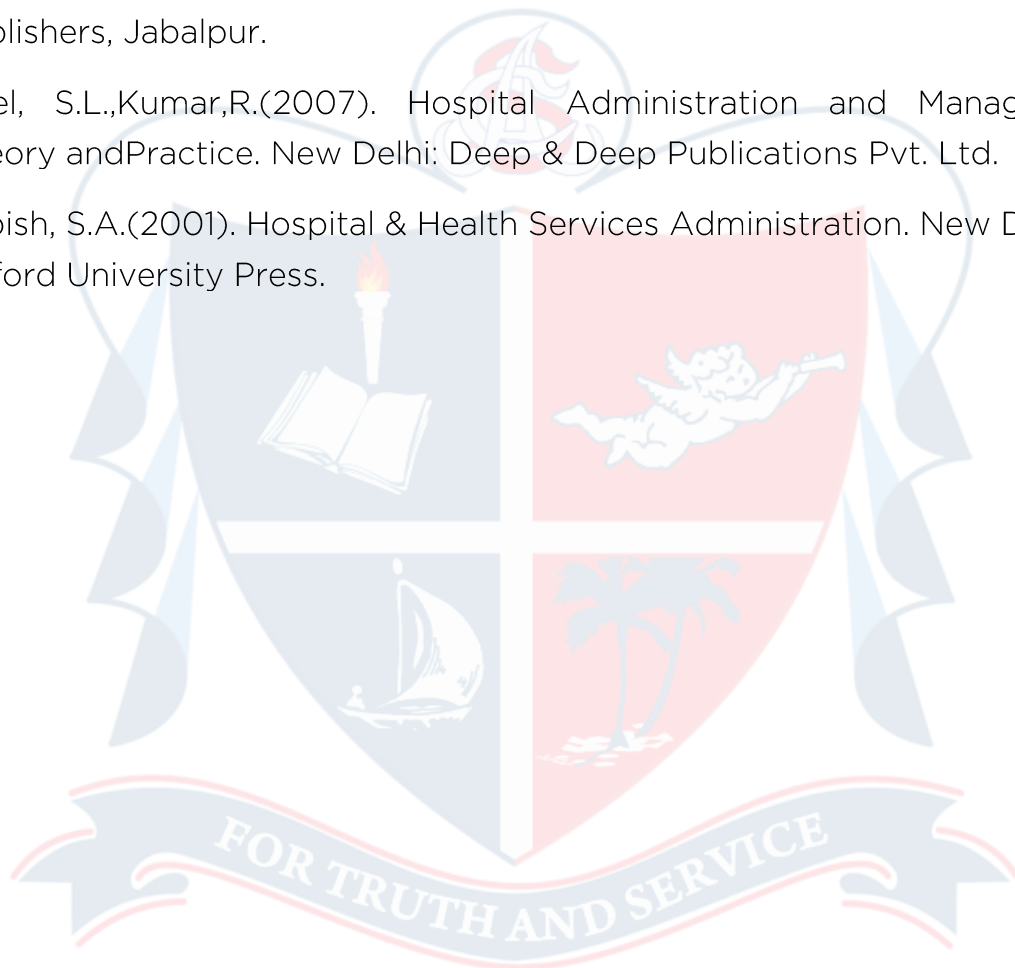 blishers, Jabalpur.
el, S.L.,Kumar,R.(2007). Hospital Administration and Manag
eory andPractice. New Delhi: Deep & Deep Publications Pvt. Ltd.
bish, S.A.(2001). Hospital & Health Services Administration. New D
ford University Press.
FOR TRUTH AND SERVICE